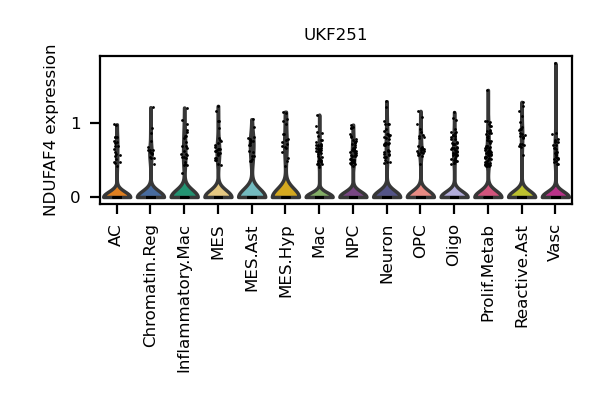 UKF251
NDUFAF4 expression
1
0
AC
Chromatin.Reg
Inflammatory.Mac
MES
MES.Ast
MES.Hyp
Mac
NPC
Neuron
OPC
Oligo
Prolif.Metab
Reactive.Ast
Vasc